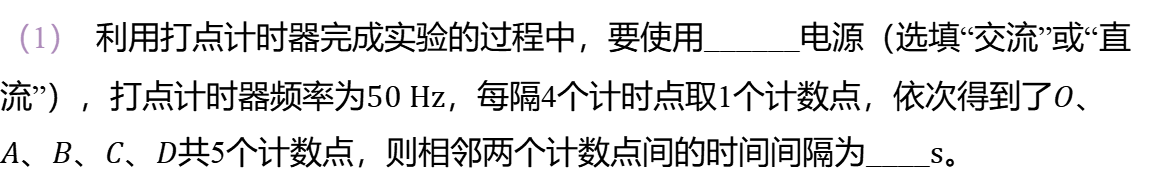 （1） 利用打点计时器完成实验的过程中，要使用______电源（选填“交流”或“直
流”），打点计时器频率为50 Hz，每隔4个计时点取1个计数点，依次得到了O、
A、B、C、D共5个计数点，则相邻两个计数点间的时间间隔为____s。